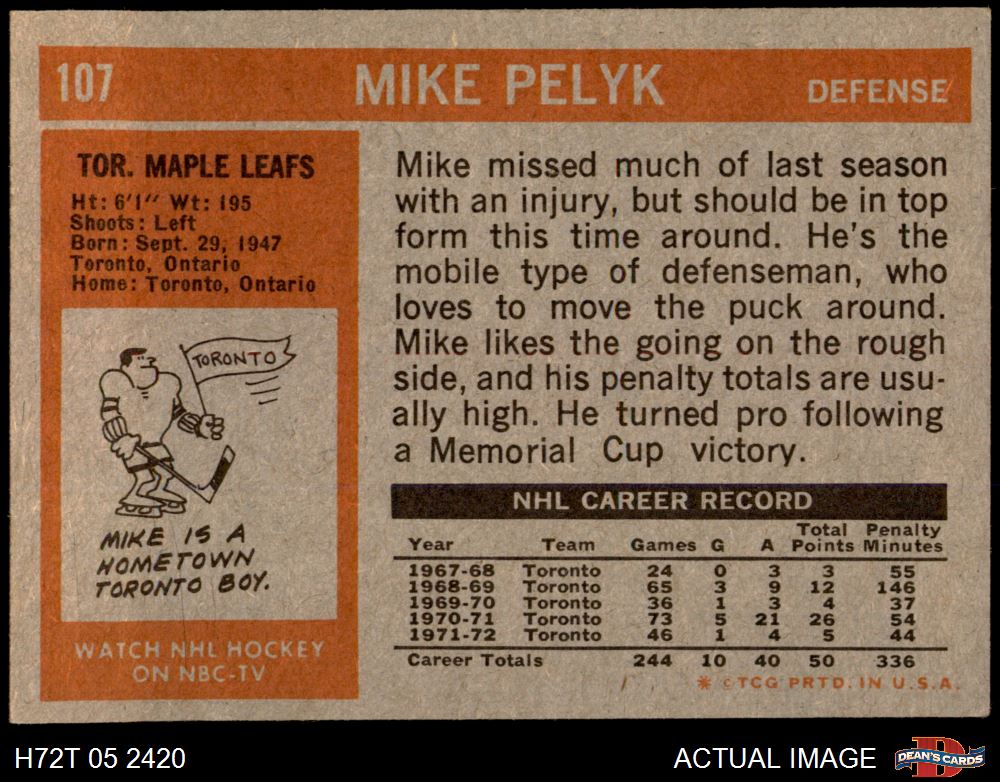 107 MIKE PELYK DEFENSE
TOR. MAPLE LEAFS
Ht: 6'1" Wt: 195
Shoots: Left
Born: Sept. 29, 1947
Toronto, Ontario
Home: Toronto, Ontario
TORONTO
MIKE IS A
HOMETOWN
TORONTO BOY.
WATCH NHL HOCKEY
ON NBC-TV
Mike missed much of last season
with an injury, but should be in top
form this time around. He's the
mobile type of defenseman, who
loves to move the puck around.
Mike likes the going on the rough
side, and his penalty totals are usu-
ally high. He turned pro following
a Memorial Cup victory.
NHL CAREER RECORD
Year Team Games G A Total Points Penalty Minutes
1967-68 Toronto 24 0 3 3 55
1968-69 Toronto 65 3 9 12 146
1969-70 Toronto 36 1 3 4 37
1970-71 Toronto 73 5 21 26 54
1971-72 Toronto 46 1 4 5 44
Career Totals 244 10 40 50 336
* © TCG PRTD. IN U.S.A.
H72T 05 2420 ACTUAL IMAGE D DEAN'S CARDS